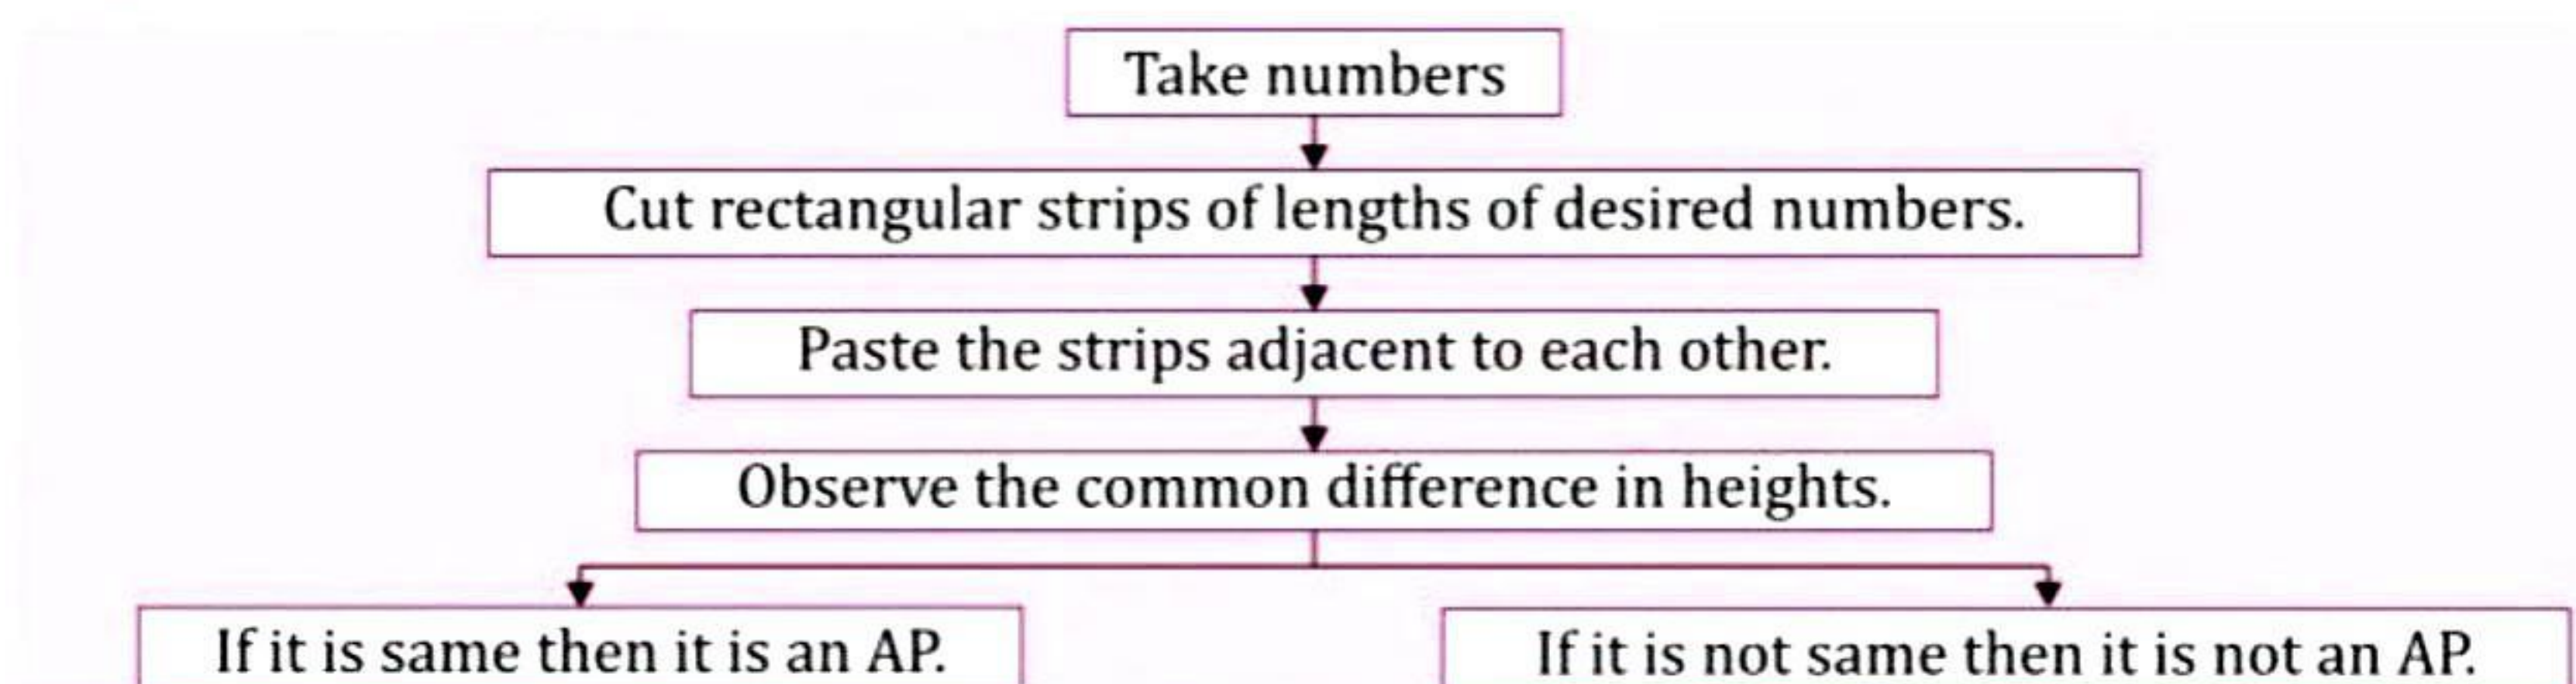 Take numbers
Cut rectangular strips of lengths of desired numbers.
Paste the strips adjacent to each other.
Observe the common difference in heights.
If it is same then it is an AP.
If it is not same then it is not an AP.